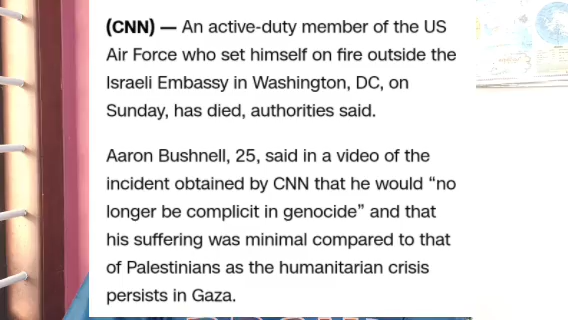 (CNN) — An active-duty member of the US
Air Force who set himself on fire outside the
Israeli Embassy in Washington, DC, on
Sunday, has died, authorities said.
Aaron Bushnell, 25, said in a video of the
incident obtained by CNN that he would “no
longer be complicit in genocide” and that
his suffering was minimal compared to that
of Palestinians as the humanitarian crisis
persists in Gaza.